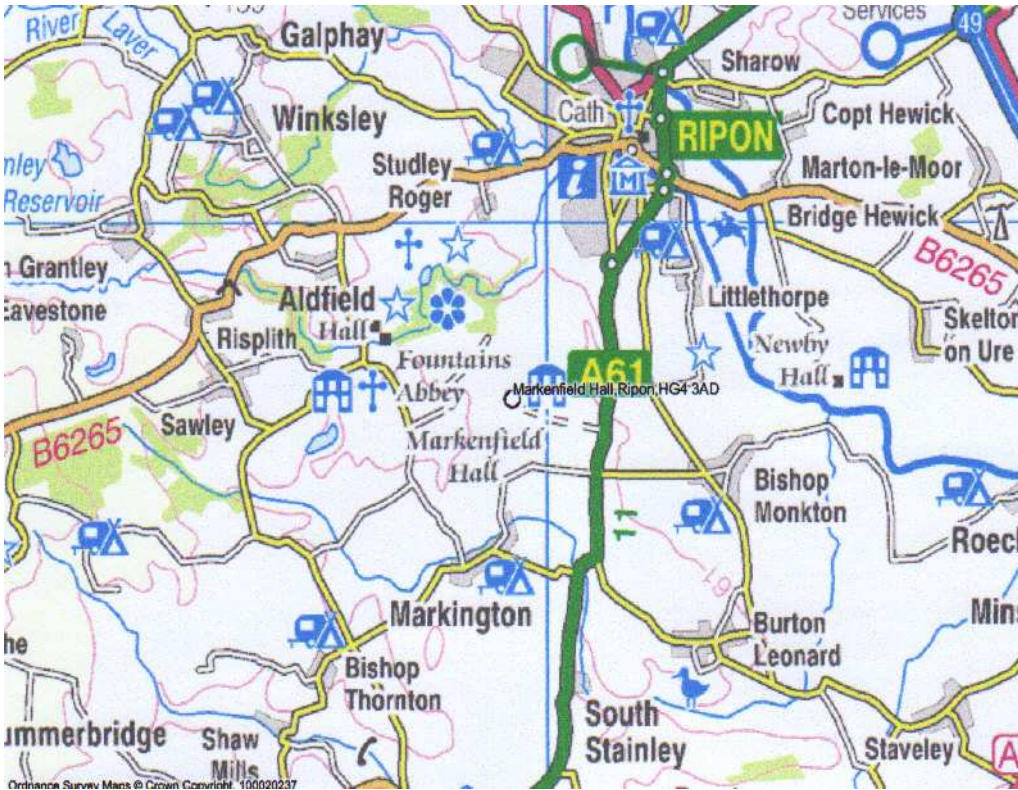 River
Laver
Galphay
Services
49
Sharow
Winksley
Cath
RIPON
Copt Hewick
Studley
Roger
i
M
Marton-le-Moor
Reservoir
Bridge Hewick
B6265
Grantley
Aldfield
Hall
Littlethorpe
Risplith
Fountains
Abbey
A61
Newby
Hall
Skelton
on Ure
Markenfield Hall,Ripon,HG4 3AD
B6265
Sawley
Markenfield
Hall
Bishop
Monkton
11
Markington
161
Burton
Leonard
Bishop
Thornton
South
Stainley
Shaw
Mills
Staveley
A
Ordnance Survey Maps © Crown Copyright, 100020237